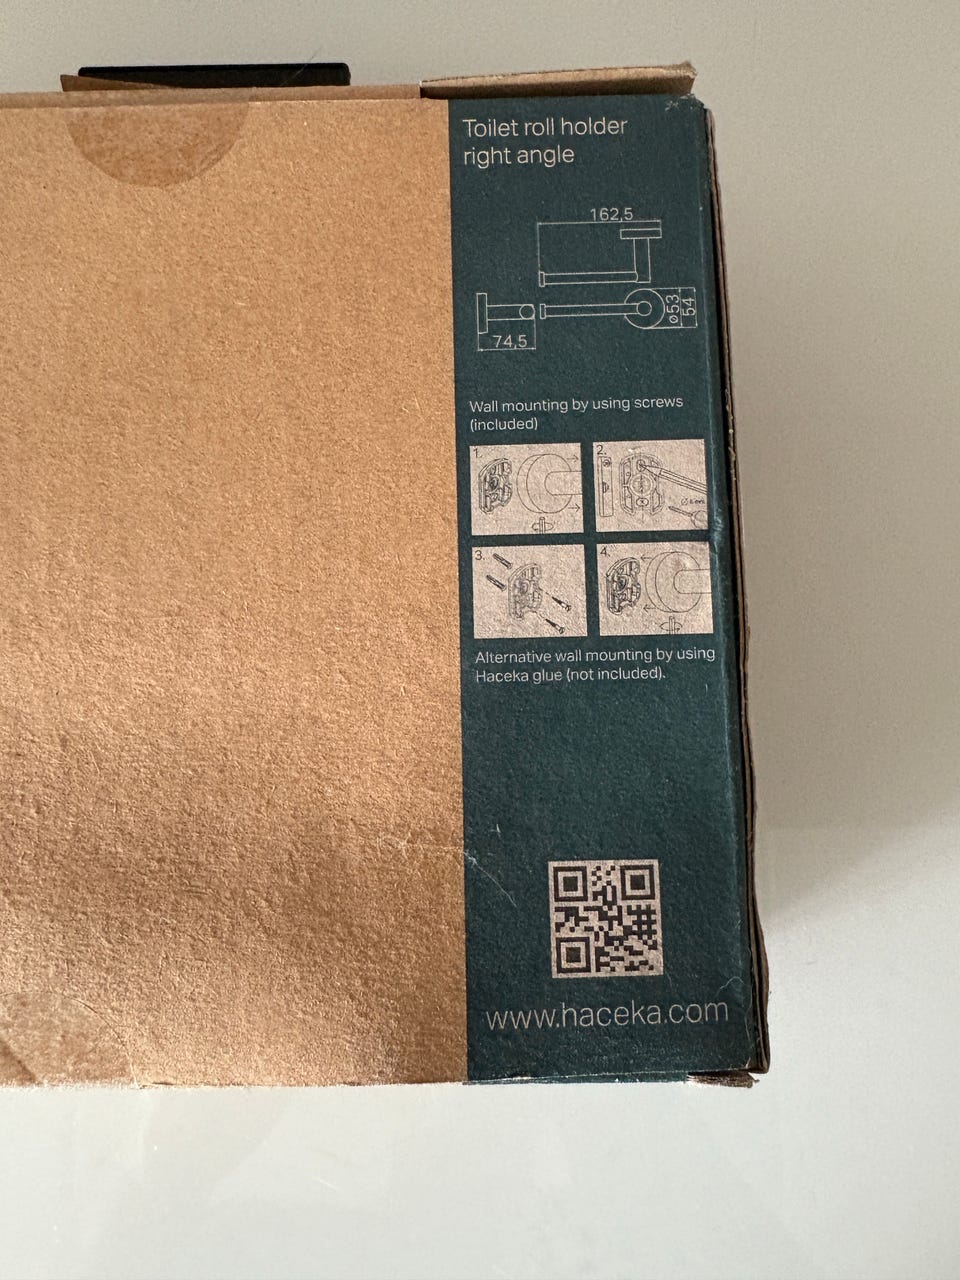 Toilet roll holder
right angle
162,5
ø53
54
74,5
Wall mounting by using screws
(included)
1.
2.
3.
4.
Alternative wall mounting by using
Haceka glue (not included).
www.haceka.com